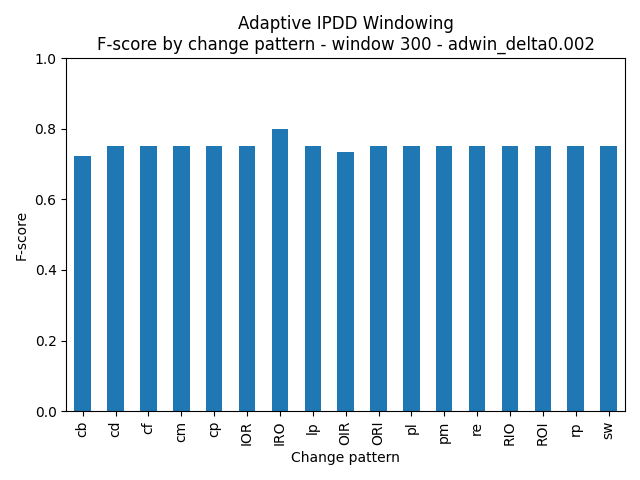 Adaptive IPDD Windowing
F-score by change pattern - window 300 - adwin_delta0.002
1.0
0.8
0.6
0.4
0.2
0.0
F-score
cb
cd
cf
cm
cp
IOR
IRO
lp
OIR
ORI
pl
pm
re
RIO
ROI
rp
sw
Change pattern